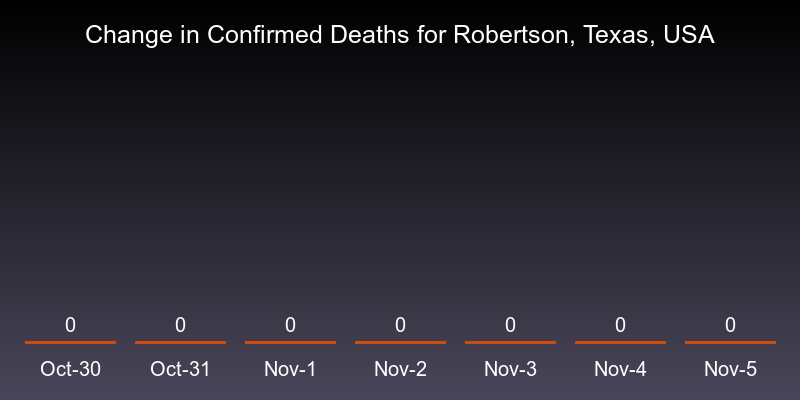 Change in Confirmed Deaths for Robertson, Texas, USA
0 0 0 0 0 0 0
Oct-30 Oct-31 Nov-1 Nov-2 Nov-3 Nov-4 Nov-5